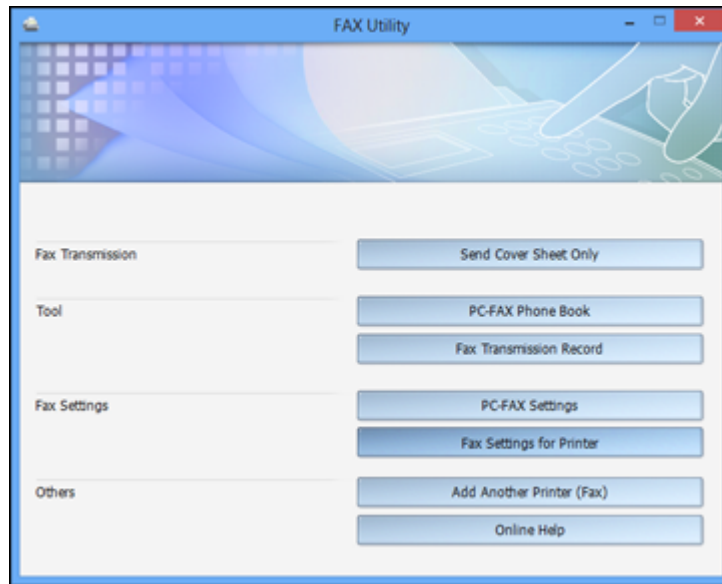 FAX Utility
Fax Transmission
Send Cover Sheet Only
Tool
PC-FAX Phone Book
Fax Transmission Record
Fax Settings
PC-FAX Settings
Fax Settings for Printer
Others
Add Another Printer (Fax)
Online Help